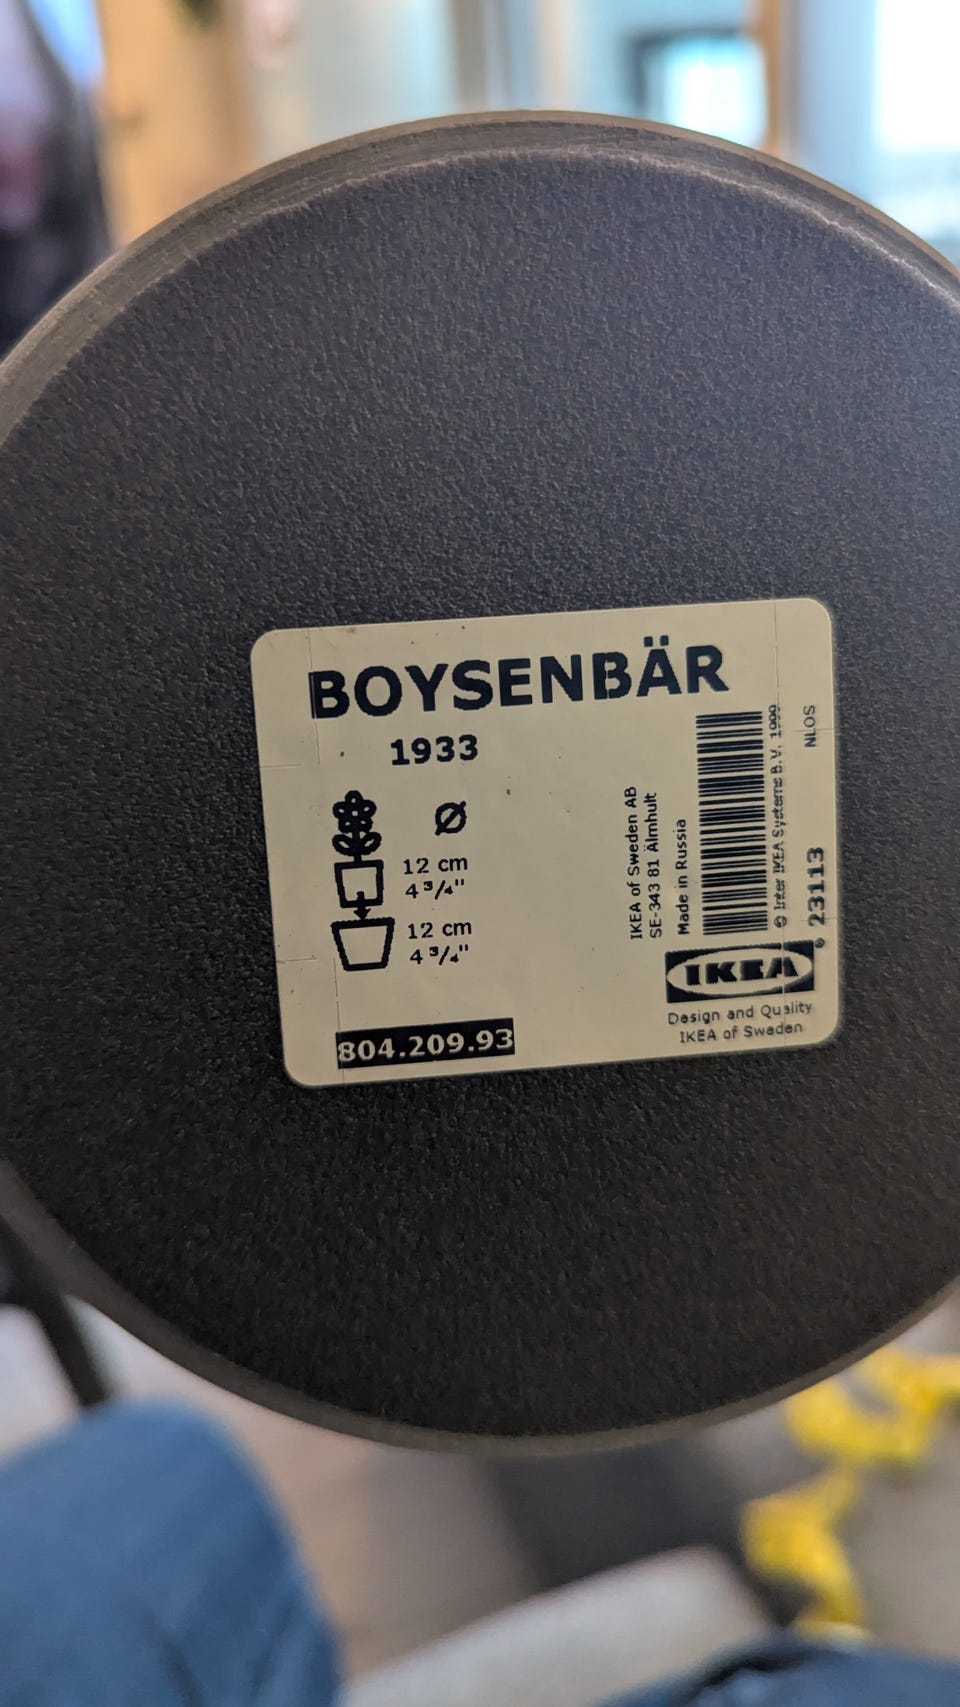 BOYSENBÄR
1933
Ø
12 cm
4 3/4"
12 cm
4 3/4"
804.209.93
IKEA of Sweden AB
SE-343 81 Älmhult
Made in Russia
© Inter IKEA Systems B.V. 1999
NLOS
23113
IKEA®
Design and Quality
IKEA of Sweden